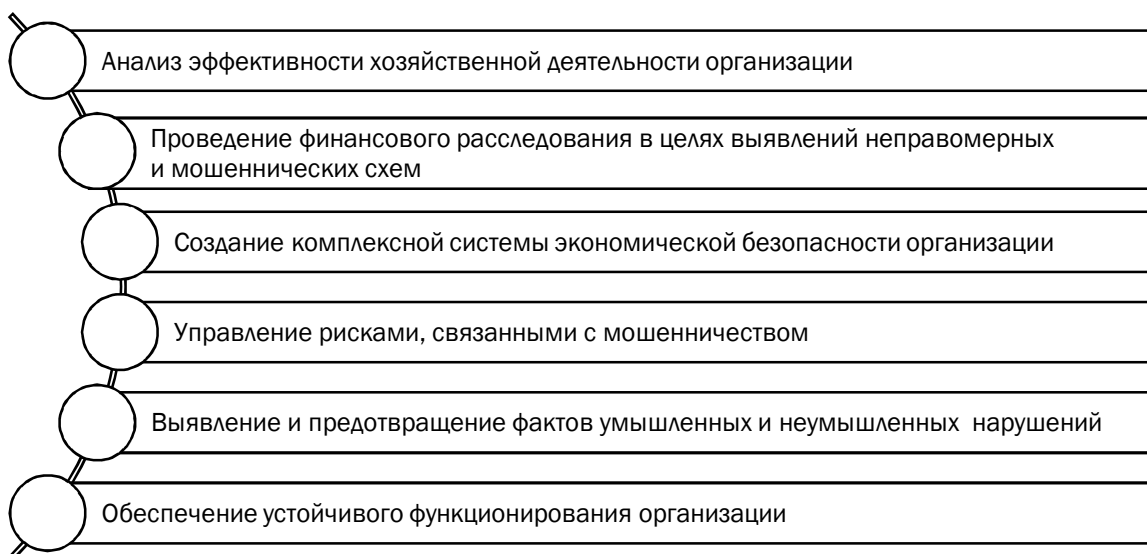 Анализ эффективности хозяйственной деятельности организации
Проведение финансового расследования в целях выявлений неправомерных
и мошеннических схем
Создание комплексной системы экономической безопасности организации
Управление рисками, связанными с мошенничеством
Выявление и предотвращение фактов умышленных и неумышленных нарушений
Обеспечение устойчивого функционирования организации